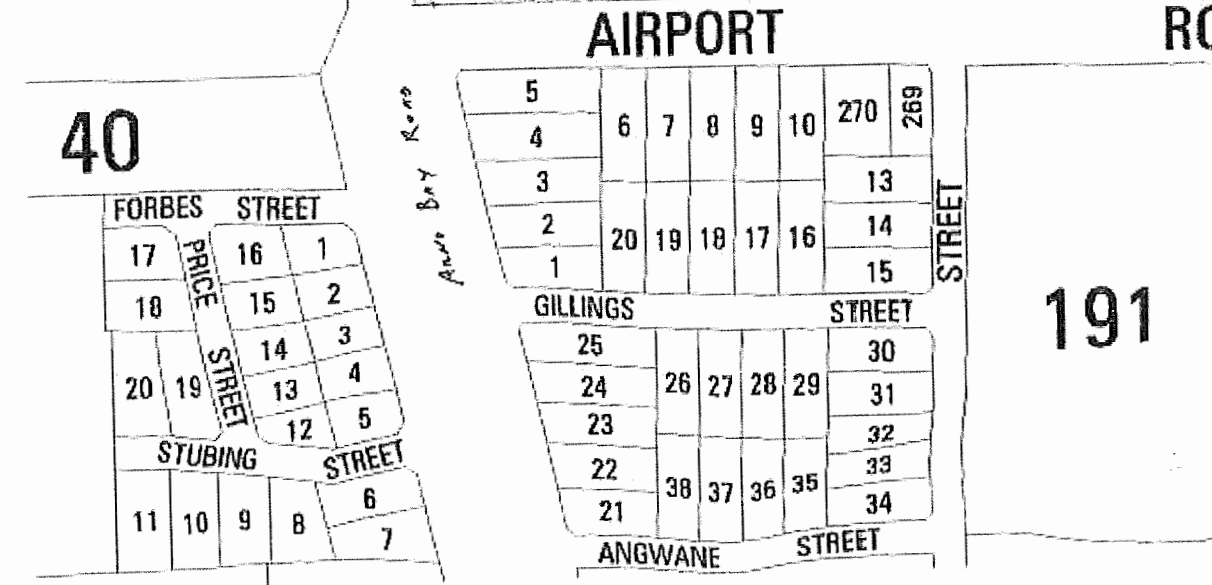 AIRPORT RO
40
191
ANNO BAY ROAD
5
4
3
2
1
6 7 8 9 10
270 269
13
14
15
20 19 18 17 16
STREET
FORBES STREET
17
18
PRICE STREET
16 1
15 2
14 3
13 4
12 5
20 19
STUBING STREET
11 10 9 8
6
7
GILLINGS STREET
25
24
23
22
21
26 27 28 29
30
31
32
33
34
38 37 36 35
ANGWANE STREET